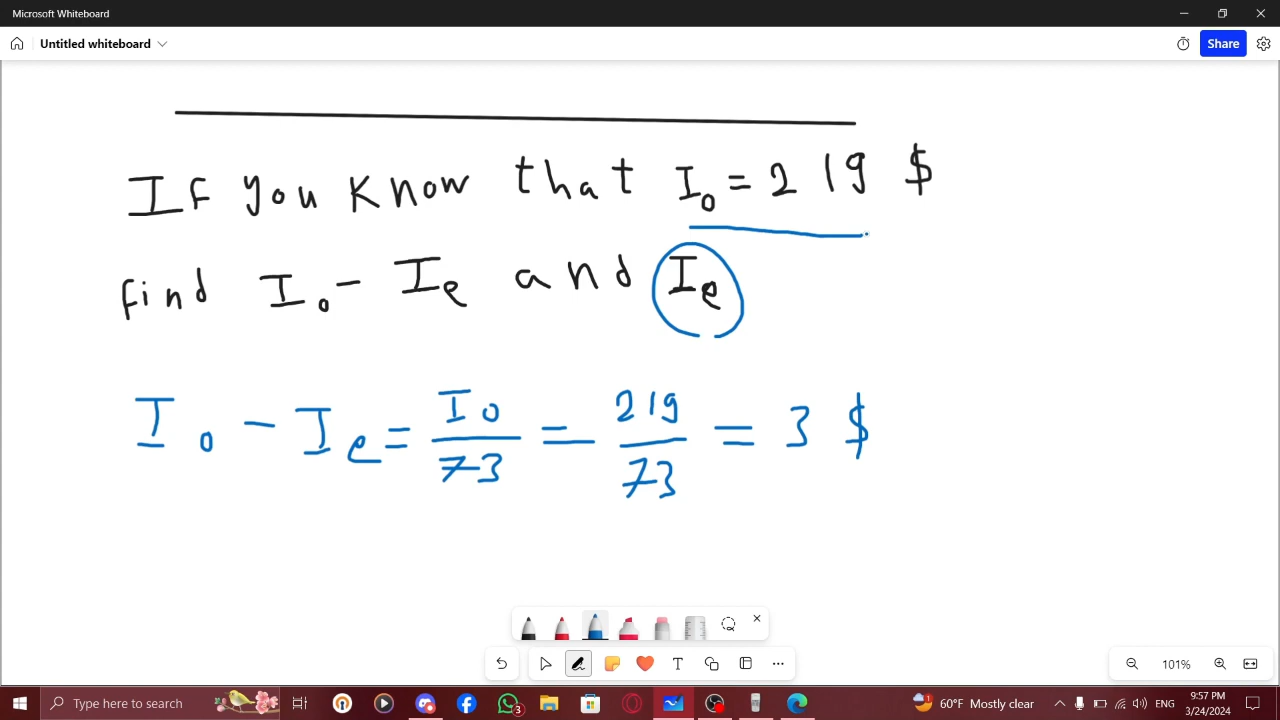 Microsoft Whiteboard
Untitled whiteboard
Share
If you know that I₀ = 219 $
find I₀ - Iₑ and Iₑ
I₀ - Iₑ = I₀/73 = 219/73 = 3 $
T
101%
Type here to search
3
1
60°F Mostly clear
ENG
9:57 PM
3/24/2024